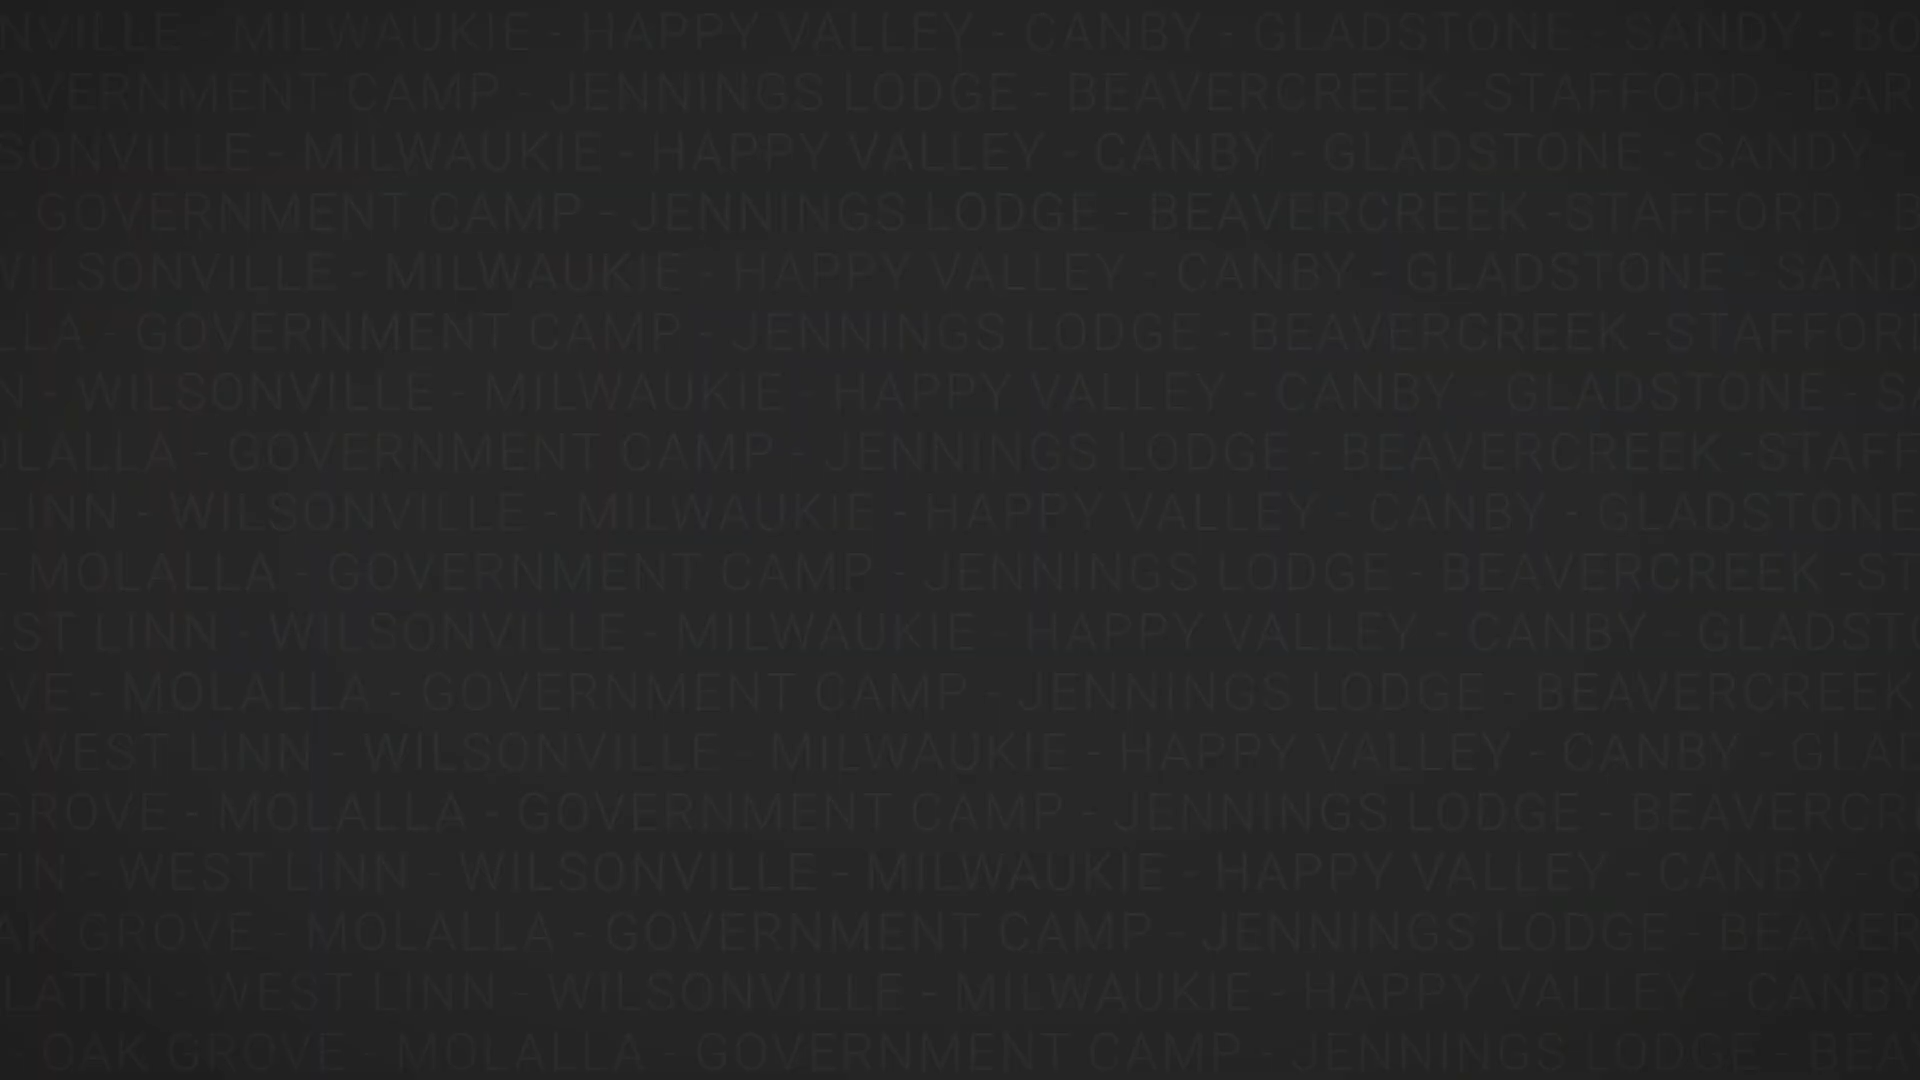 NVILLE - MILWAUKIE - HAPPY VALLEY - CANBY - GLADSTONE - SANDY - BO
OVERNMENT CAMP - JENNINGS LODGE - BEAVERCREEK -STAFFORD - BAR
SONVILLE - MILWAUKIE - HAPPY VALLEY - CANBY - GLADSTONE - SANDY -
- GOVERNMENT CAMP - JENNINGS LODGE - BEAVERCREEK -STAFFORD - B
WILSONVILLE - MILWAUKIE - HAPPY VALLEY - CANBY - GLADSTONE - SAND
LLA - GOVERNMENT CAMP - JENNINGS LODGE - BEAVERCREEK -STAFFOR
N - WILSONVILLE - MILWAUKIE - HAPPY VALLEY - CANBY - GLADSTONE - SA
OLALLA - GOVERNMENT CAMP - JENNINGS LODGE - BEAVERCREEK -STAFF
LINN - WILSONVILLE - MILWAUKIE - HAPPY VALLEY - CANBY - GLADSTONE
- MOLALLA - GOVERNMENT CAMP - JENNINGS LODGE - BEAVERCREEK -ST
ST LINN - WILSONVILLE - MILWAUKIE - HAPPY VALLEY - CANBY - GLADSTO
VE - MOLALLA - GOVERNMENT CAMP - JENNINGS LODGE - BEAVERCREEK
- WEST LINN - WILSONVILLE - MILWAUKIE - HAPPY VALLEY - CANBY - GLAD
GROVE - MOLALLA - GOVERNMENT CAMP - JENNINGS LODGE - BEAVERCR
TIN - WEST LINN - WILSONVILLE - MILWAUKIE - HAPPY VALLEY - CANBY - G
AK GROVE - MOLALLA - GOVERNMENT CAMP - JENNINGS LODGE - BEAVER
LATIN - WEST LINN - WILSONVILLE - MILWAUKIE - HAPPY VALLEY - CANBY
- OAK GROVE - MOLALLA - GOVERNMENT CAMP - JENNINGS LODGE - BEAV